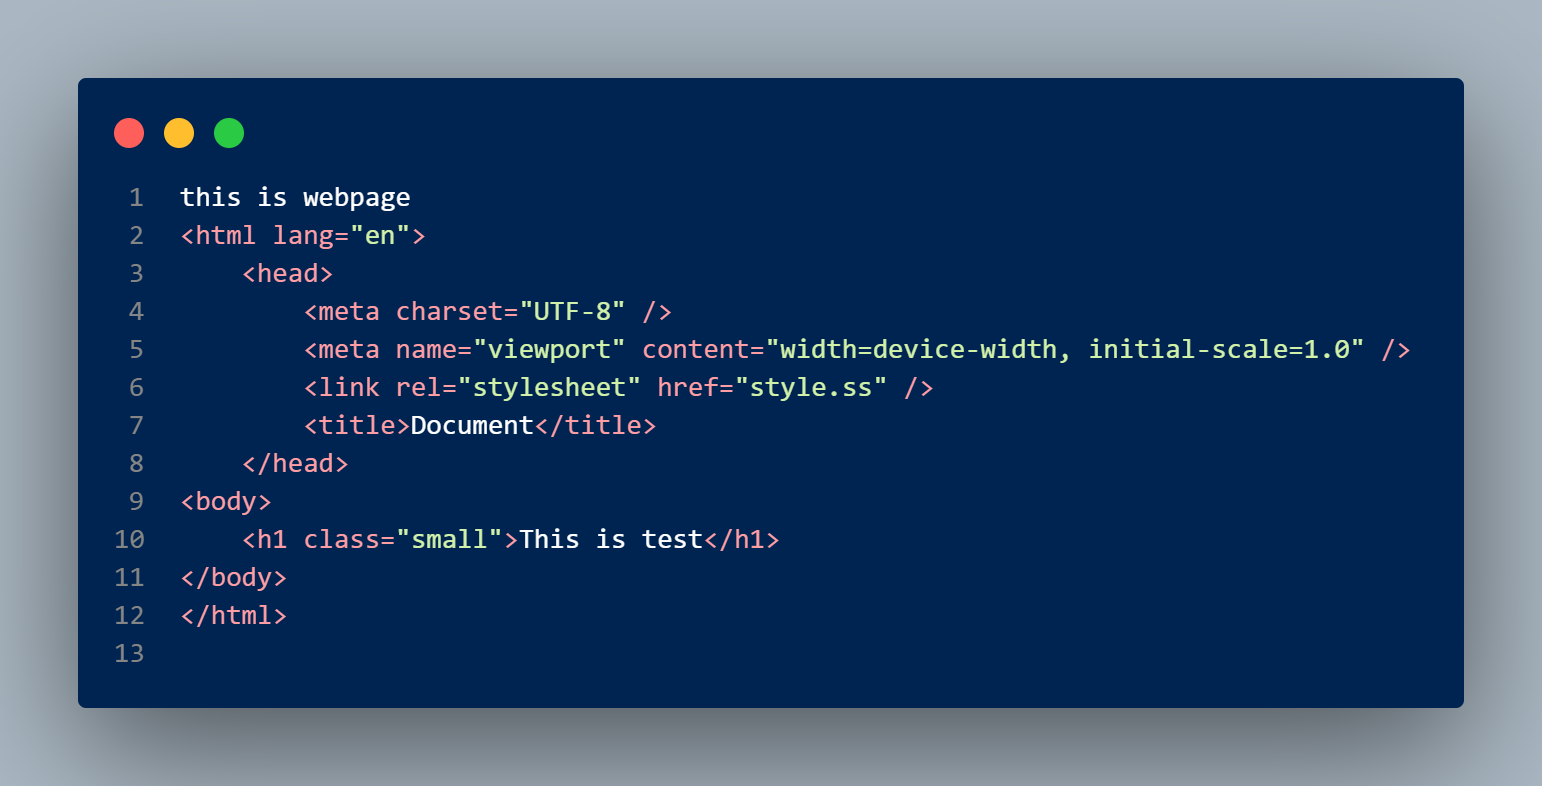 1 this is webpage
2 <html lang="en">
3     <head>
4         <meta charset="UTF-8" />
5         <meta name="viewport" content="width=device-width, initial-scale=1.0" />
6         <link rel="stylesheet" href="style.ss" />
7         <title>Document</title>
8     </head>
9 <body>
10     <h1 class="small">This is test</h1>
11 </body>
12 </html>
13